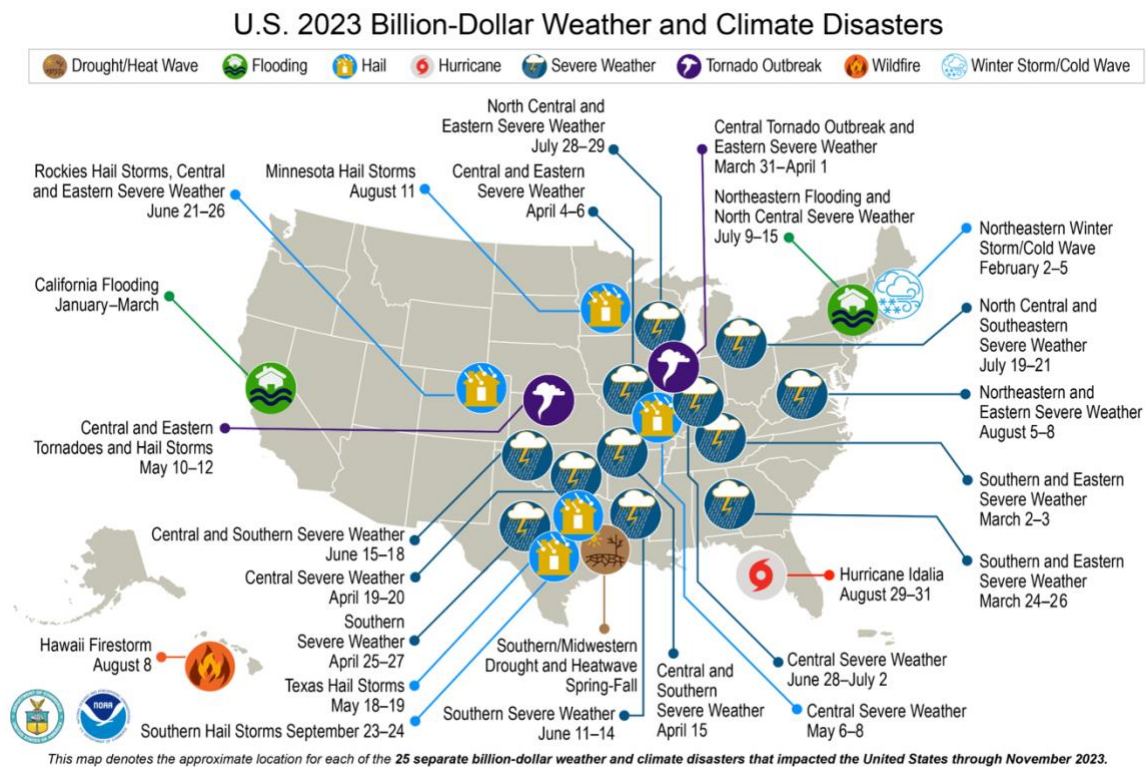 U.S. 2023 Billion-Dollar Weather and Climate Disasters
Drought/Heat Wave
Flooding
Hail
Hurricane
Severe Weather
Tornado Outbreak
Wildfire
Winter Storm/Cold Wave
North Central and
Eastern Severe Weather
July 28–29
Central Tornado Outbreak and
Eastern Severe Weather
March 31–April 1
Rockies Hail Storms, Central
and Eastern Severe Weather
June 21–26
Minnesota Hail Storms
August 11
Central and Eastern
Severe Weather
April 4–6
Northeastern Flooding and
North Central Severe Weather
July 9–15
Northeastern Winter
Storm/Cold Wave
February 2–5
California Flooding
January–March
North Central and
Southeastern
Severe Weather
July 19–21
Northeastern and
Eastern Severe Weather
August 5–8
Central and Eastern
Tornadoes and Hail Storms
May 10–12
Southern and Eastern
Severe Weather
March 2–3
Central and Southern Severe Weather
June 15–18
Southern and Eastern
Severe Weather
March 24–26
Central Severe Weather
April 19–20
Hurricane Idalia
August 29–31
Southern
Severe Weather
April 25–27
Hawaii Firestorm
August 8
Southern/Midwestern
Drought and Heatwave
Spring-Fall
Central and
Southern
Severe Weather
April 15
Central Severe Weather
June 28–July 2
Texas Hail Storms
May 18–19
Southern Severe Weather
June 11–14
Central Severe Weather
May 6–8
Southern Hail Storms September 23–24
NOAA
This map denotes the approximate location for each of the 25 separate billion-dollar weather and climate disasters that impacted the United States through November 2023.